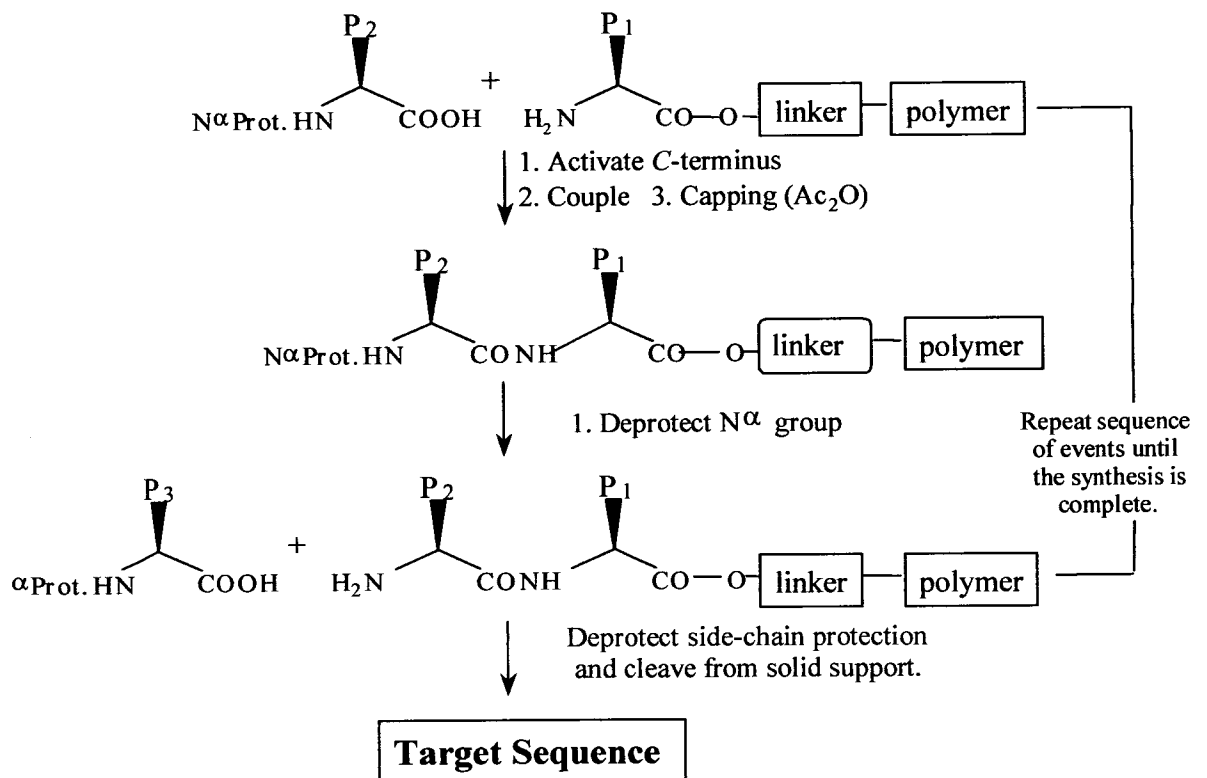 P2 P1
NαProt.HN COOH + H2N CO—O— linker polymer
1. Activate C-terminus
2. Couple 3. Capping (Ac2O)
P2 P1
NαProt.HN CONH CO—O— linker polymer
1. Deprotect Nα group
Repeat sequence
of events until
the synthesis is
complete.
P3 P2 P1
αProt.HN COOH + H2N CONH CO—O— linker polymer
Deprotect side-chain protection
and cleave from solid support.
Target Sequence